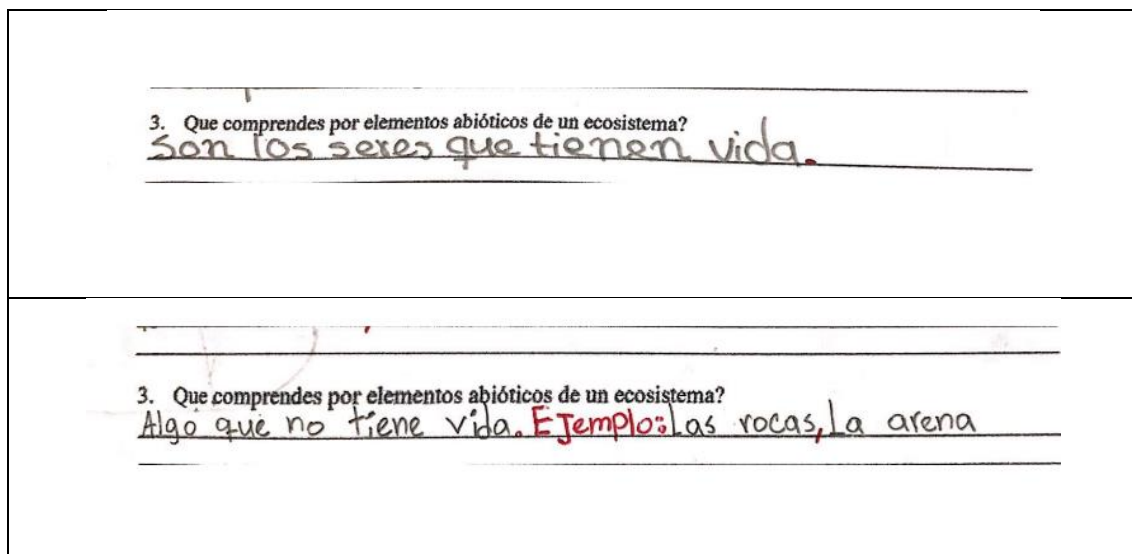 3. Que comprendes por elementos abióticos de un ecosistema?
Son los seres que tienen vida.
3. Que comprendes por elementos abióticos de un ecosistema?
Algo que no tiene vida. Ejemplo: Las rocas, La arena